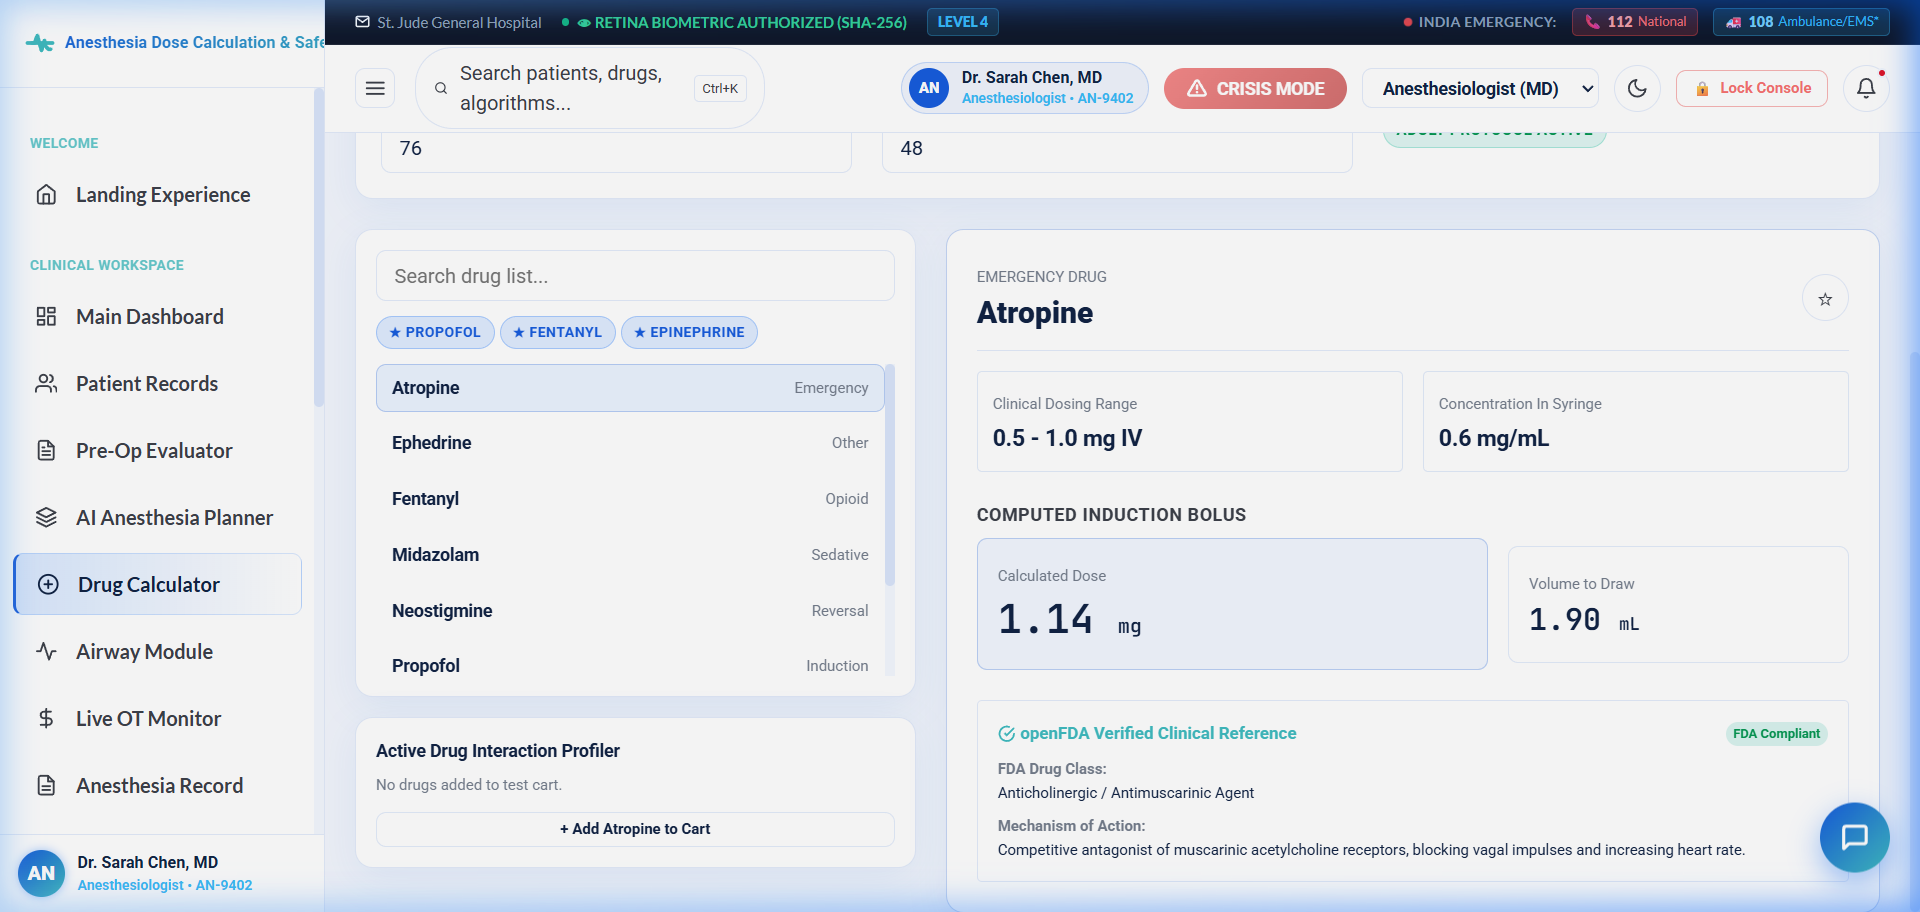 Anesthesia Dose Calculation & Safe
WELCOME
Landing Experience
CLINICAL WORKSPACE
Main Dashboard
Patient Records
Pre-Op Evaluator
AI Anesthesia Planner
Drug Calculator
Airway Module
Live OT Monitor
Anesthesia Record
AN
Dr. Sarah Chen, MD
Anesthesiologist • AN-9402
St. Jude General Hospital
RETINA BIOMETRIC AUTHORIZED (SHA-256)
LEVEL 4
INDIA EMERGENCY:
112 National
108 Ambulance/EMS*
Search patients, drugs,
algorithms...
Ctrl+K
AN
Dr. Sarah Chen, MD
Anesthesiologist • AN-9402
CRISIS MODE
Anesthesiologist (MD)
Lock Console
76
48
ADULT PROTOCOL ACTIVE
Search drug list...
★ PROPOFOL
★ FENTANYL
★ EPINEPHRINE
Atropine
Emergency
Ephedrine
Other
Fentanyl
Opioid
Midazolam
Sedative
Neostigmine
Reversal
Propofol
Induction
Active Drug Interaction Profiler
No drugs added to test cart.
+ Add Atropine to Cart
EMERGENCY DRUG
Atropine
☆
Clinical Dosing Range
0.5 - 1.0 mg IV
Concentration In Syringe
0.6 mg/mL
COMPUTED INDUCTION BOLUS
Calculated Dose
1.14 mg
Volume to Draw
1.90 mL
openFDA Verified Clinical Reference
FDA Compliant
FDA Drug Class:
Anticholinergic / Antimuscarinic Agent
Mechanism of Action:
Competitive antagonist of muscarinic acetylcholine receptors, blocking vagal impulses and increasing heart rate.